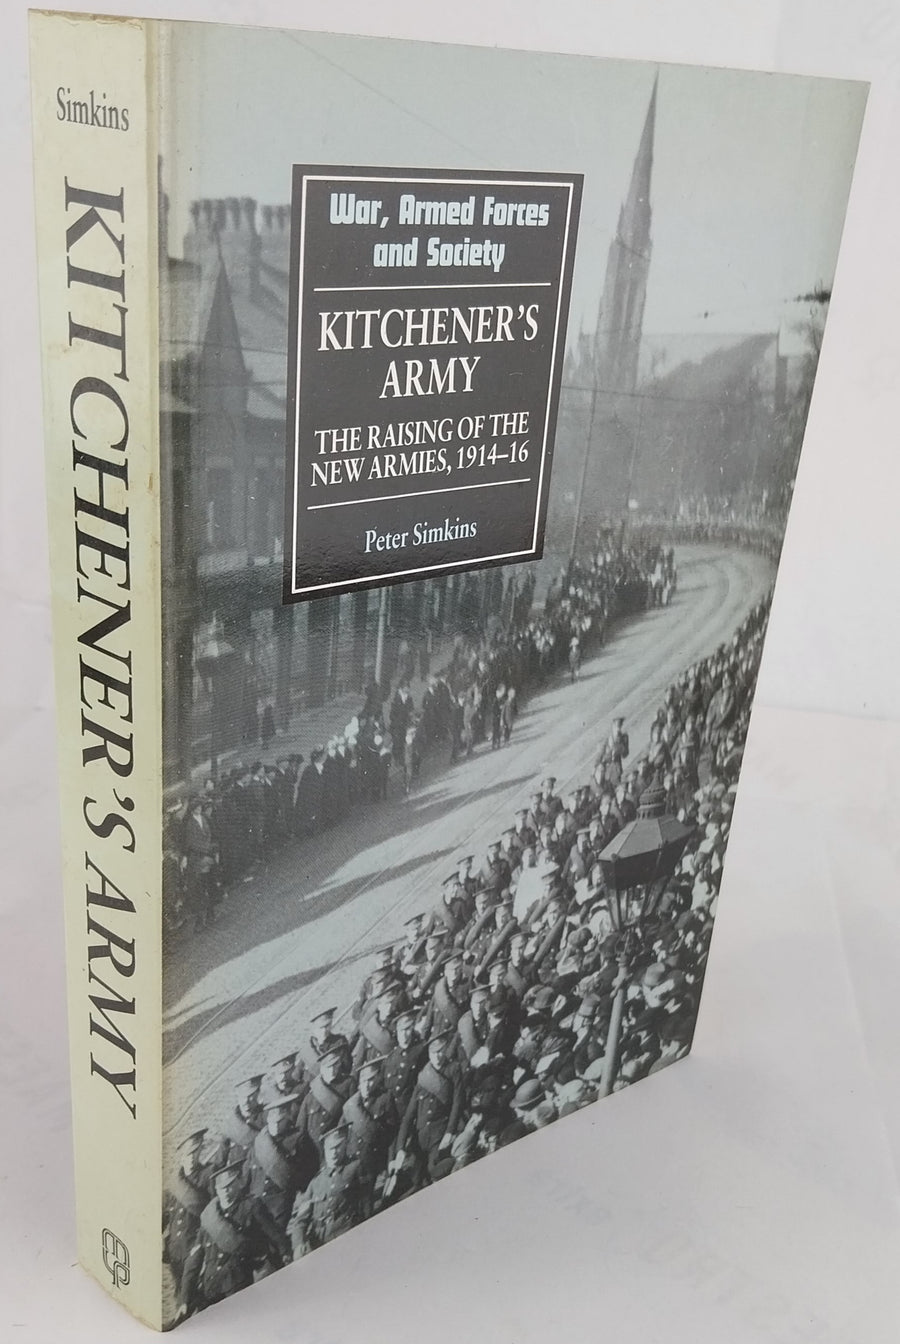 Simkins
KITCHENER'S ARMY
War, Armed Forces
and Society
KITCHENER'S
ARMY
THE RAISING OF THE
NEW ARMIES, 1914–16
Peter Simkins